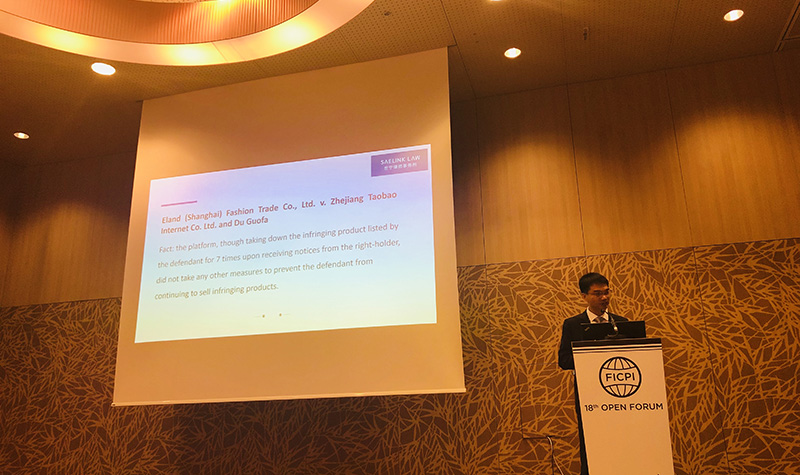 SAELINK LAW
Eland (Shanghai) Fashion Trade Co., Ltd. v. Zhejiang Taobao
Internet Co. Ltd. and Du Guofa
Fact: the platform, though taking down the infringing product listed by
the defendant for 7 times upon receiving notices from the right-holder,
did not take any other measures to prevent the defendant from
continuing to sell infringing products.
FICPI
18th OPEN FORUM